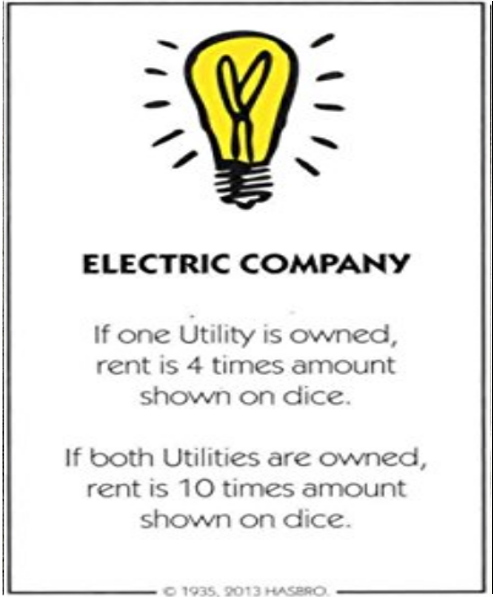 ELECTRIC COMPANY
If one Utility is owned,
rent is 4 times amount
shown on dice.
If both Utilities are owned,
rent is 10 times amount
shown on dice.
© 1935, 2013 HASBRO.